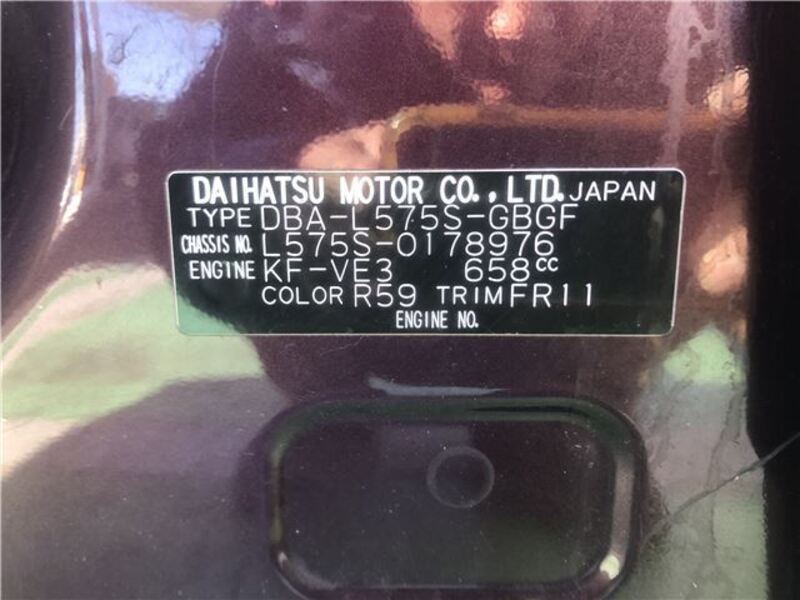 DAIHATSU MOTOR CO., LTD. JAPAN
TYPE DBA-L575S-GBGF
CHASSIS NO. L575S-0178976
ENGINE KF-VE3 658cc
COLOR R59 TRIM FR11
ENGINE NO.